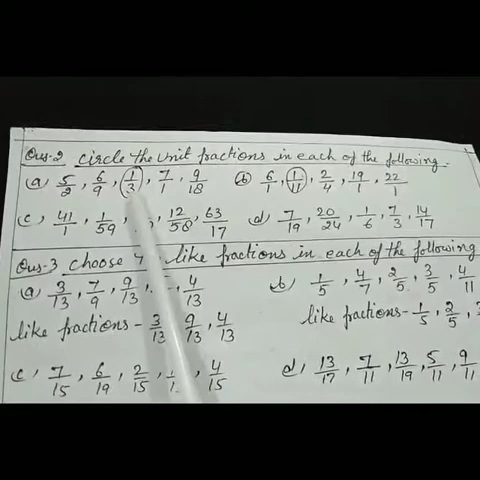 Ques-2 Circle the Unit fractions in each of the following.
(a) 5/2, 6/9, 1/3, 7/1, 9/18 (b) 6/1, 1/11, 2/4, 19/1, 22/1
(c) 41/1, 1/59, 12/58, 63/17 (d) 7/19, 20/24, 1/6, 7/3, 14/17
Ques-3 choose like fractions in each of the following
(a) 3/13, 7/9, 9/13, 4/13 (b) 1/5, 4/7, 2/5, 3/5, 4/11
like fractions - 3/13, 9/13, 4/13 like fractions - 1/5, 2/5,
(c) 7/15, 6/19, 2/15, 4/15 (d) 13/17, 7/11, 13/19, 5/11, 9/11